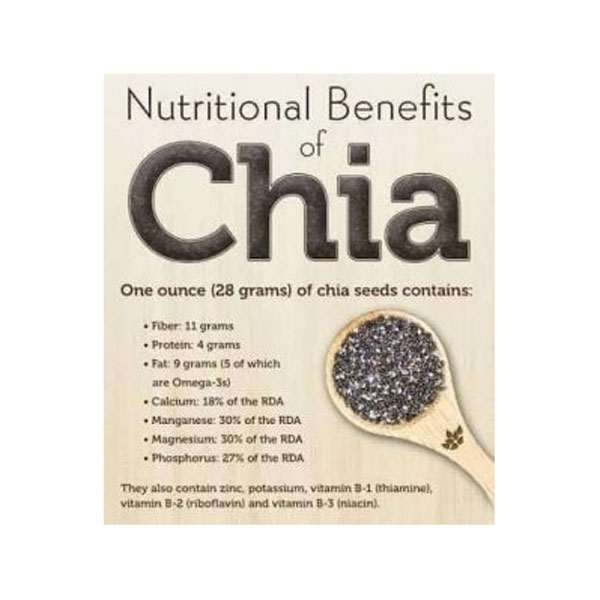 Nutritional Benefits
of
Chia
One ounce (28 grams) of chia seeds contains:
• Fiber: 11 grams
• Protein: 4 grams
• Fat: 9 grams (5 of which
are Omega-3s)
• Calcium: 18% of the RDA
• Manganese: 30% of the RDA
• Magnesium: 30% of the RDA
• Phosphorus: 27% of the RDA
They also contain zinc, potassium, vitamin B-1 (thiamine),
vitamin B-2 (riboflavin) and vitamin B-3 (niacin).